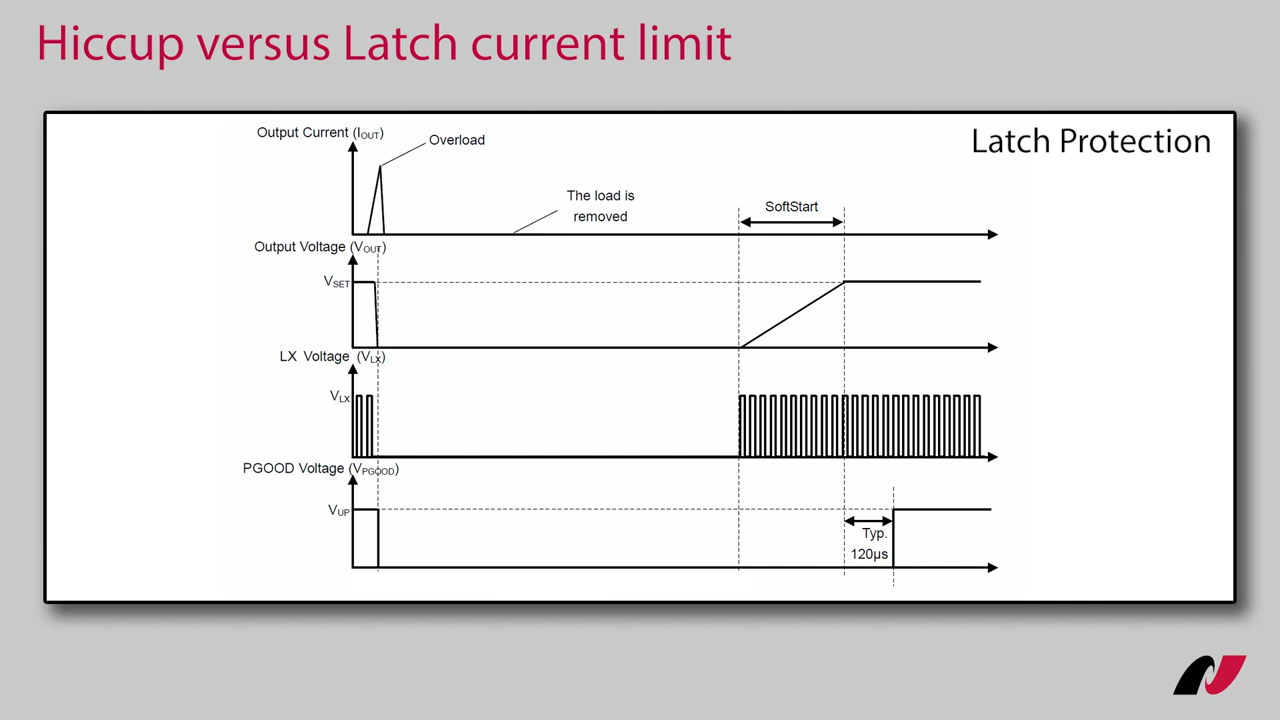 Hiccup versus Latch current limit
Latch Protection
Output Current (IOUT)
Overload
The load is
removed
SoftStart
Output Voltage (VOUT)
VSET
LX Voltage (VLX)
VLX
PGOOD Voltage (VPGOOD)
VUP
Typ.
120µs